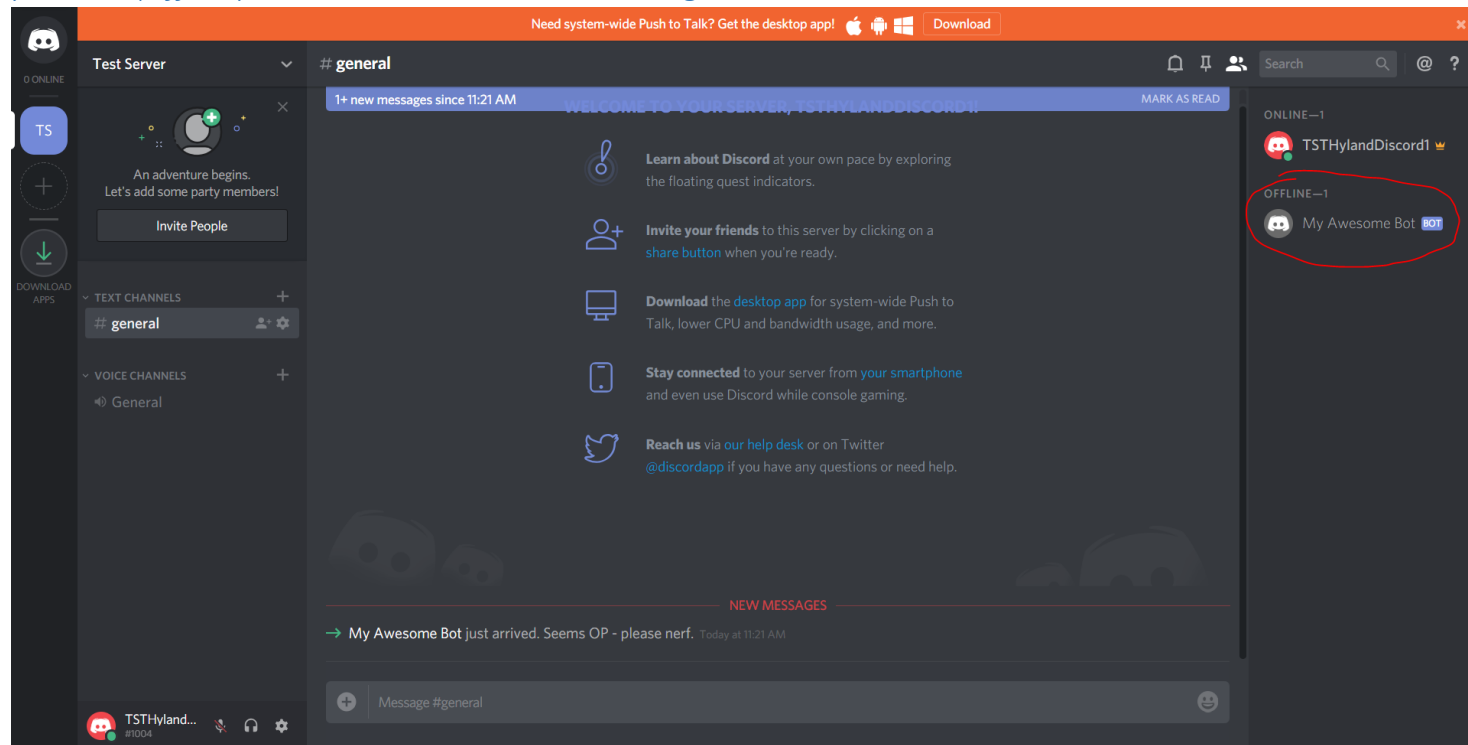 Need system-wide Push to Talk? Get the desktop app!
Download
0 ONLINE
TS
DOWNLOAD
APPS
Test Server
An adventure begins.
Let's add some party members!
Invite People
TEXT CHANNELS
# general
VOICE CHANNELS
General
TSTHyland...
#1004
# general
Search
@ ?
1+ new messages since 11:21 AM
MARK AS READ
WELCOME TO YOUR SERVER, TSTHYLANDDISCORD1!
Learn about Discord at your own pace by exploring
the floating quest indicators.
Invite your friends to this server by clicking on a
share button when you're ready.
Download the desktop app for system-wide Push to
Talk, lower CPU and bandwidth usage, and more.
Stay connected to your server from your smartphone
and even use Discord while console gaming.
Reach us via our help desk or on Twitter
@discordapp if you have any questions or need help.
NEW MESSAGES
My Awesome Bot just arrived. Seems OP - please nerf. Today at 11:21 AM
Message #general
ONLINE—1
TSTHylandDiscord1
OFFLINE—1
My Awesome Bot BOT